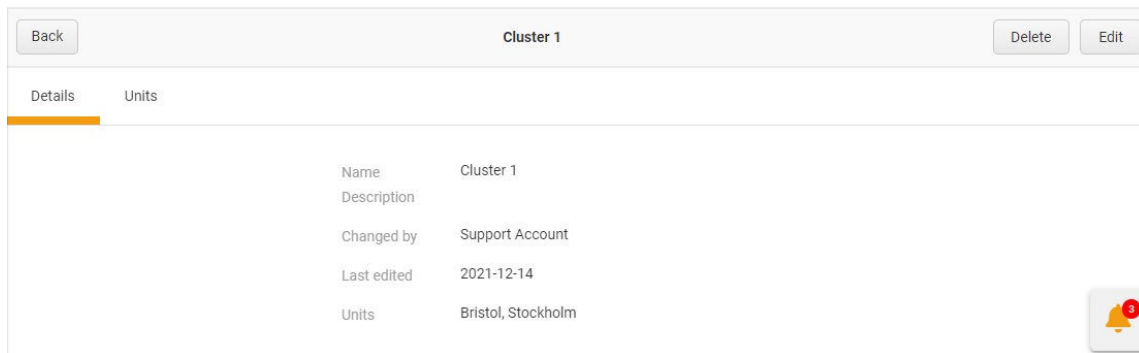 Back Cluster 1 Delete Edit
Details Units
Name Cluster 1
Description
Changed by Support Account
Last edited 2021-12-14
Units Bristol, Stockholm
3